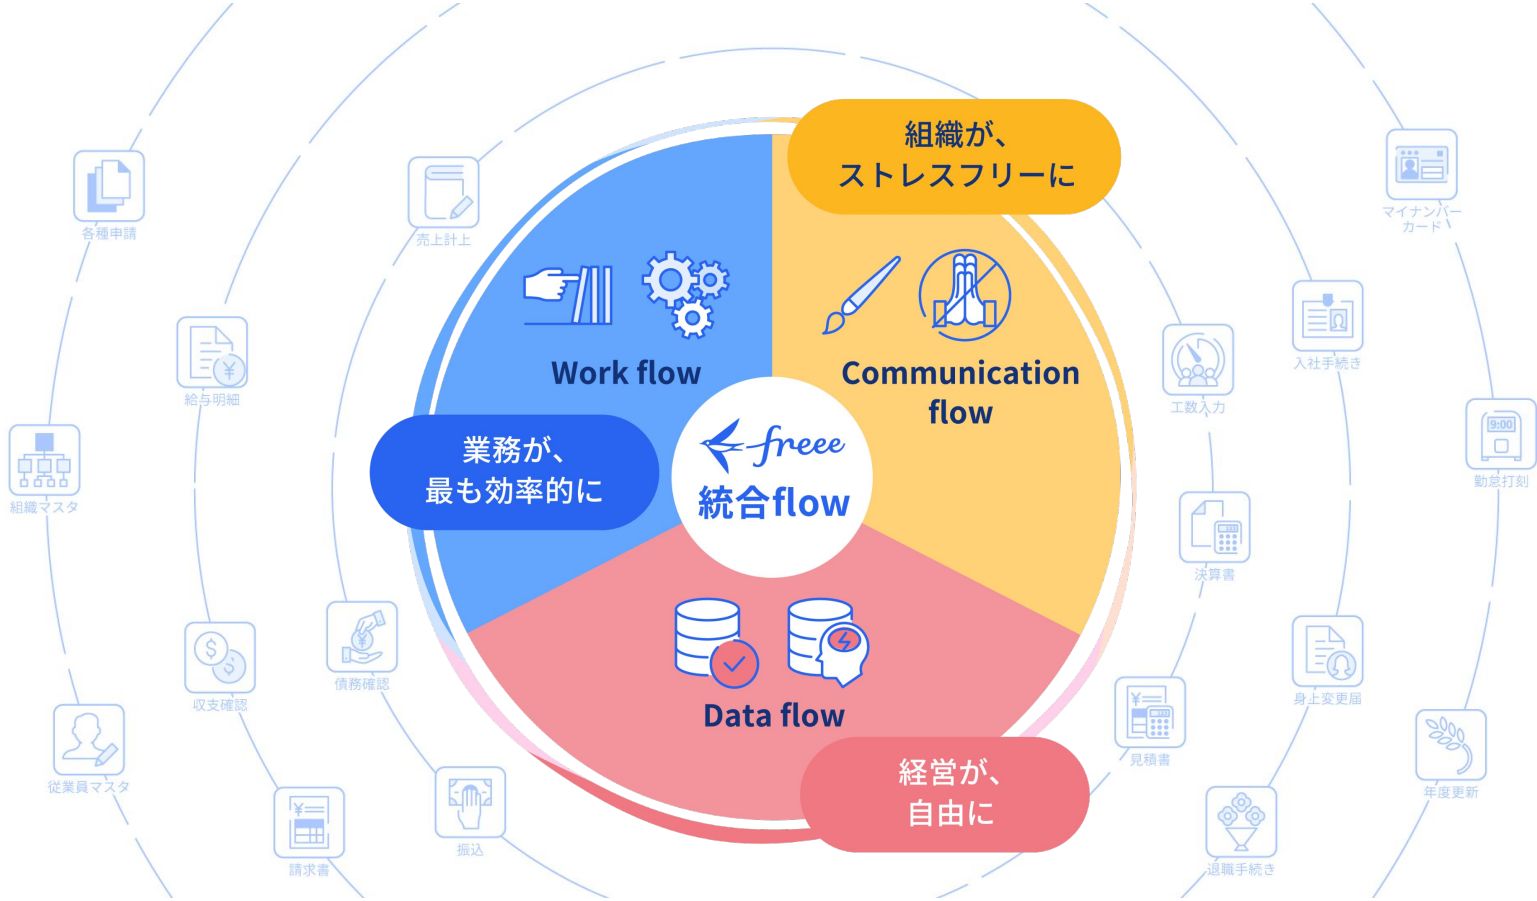 組織が、
ストレスフリーに
Work flow
Communication
flow
業務が、
最も効率的に
freee
統合flow
Data flow
経営が、
自由に
各種申請
売上計上
マイナンバー
カード
給与明細
¥
入社手続き
工数入力
組織マスタ
9:00
勤怠打刻
決算書
収支確認
$
$
債務確認
¥
身上変更届
従業員マスタ
見積書
¥
年度更新
請求書
¥
振込
退職手続き